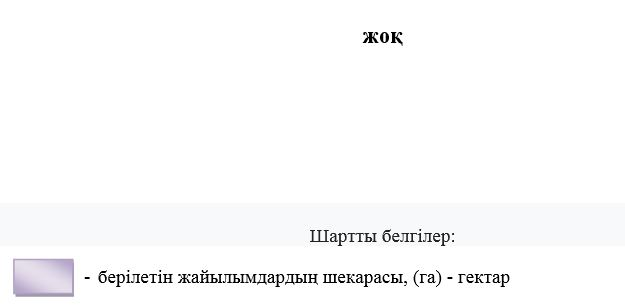 жоқ
Шартты белгілер:
- берілетін жайылымдардың шекарасы, (га) - гектар